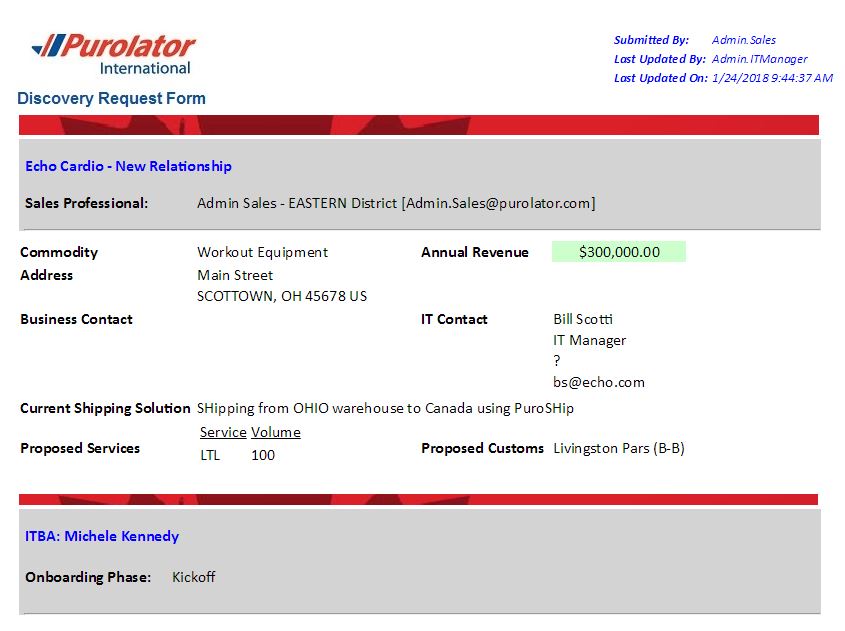 Purolator
International
Submitted By: Admin.Sales
Last Updated By: Admin.ITManager
Last Updated On: 1/24/2018 9:44:37 AM
Discovery Request Form
Echo Cardio - New Relationship
Sales Professional: Admin Sales - EASTERN District [Admin.Sales@purolator.com]
Commodity Workout Equipment Annual Revenue $300,000.00
Address Main Street
SCOTTOWN, OH 45678 US
Business Contact IT Contact Bill Scotti
IT Manager
?
bs@echo.com
Current Shipping Solution SHipping from OHIO warehouse to Canada using PuroSHip
Service Volume
Proposed Services LTL 100 Proposed Customs Livingston Pars (B-B)
ITBA: Michele Kennedy
Onboarding Phase: Kickoff